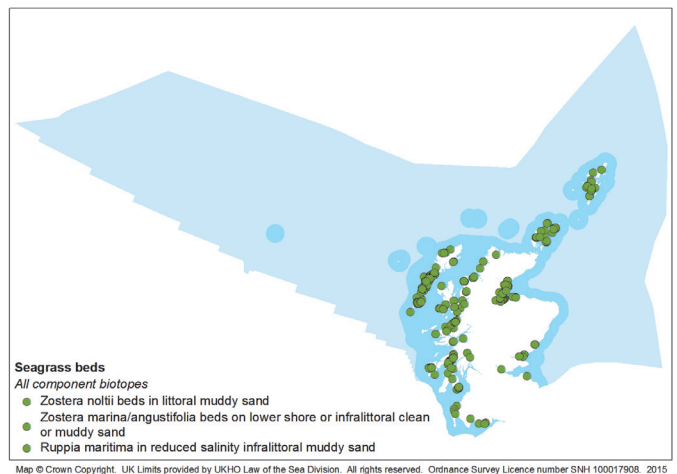 Seagrass beds
All component biotopes
Zostera noltii beds in littoral muddy sand
Zostera marina/angustifolia beds on lower shore or infralittoral clean
or muddy sand
Ruppia maritima in reduced salinity infralittoral muddy sand
Map © Crown Copyright. UK Limits provided by UKHO Law of the Sea Division. All rights reserved. Ordnance Survey Licence number SNH 100017908. 2015